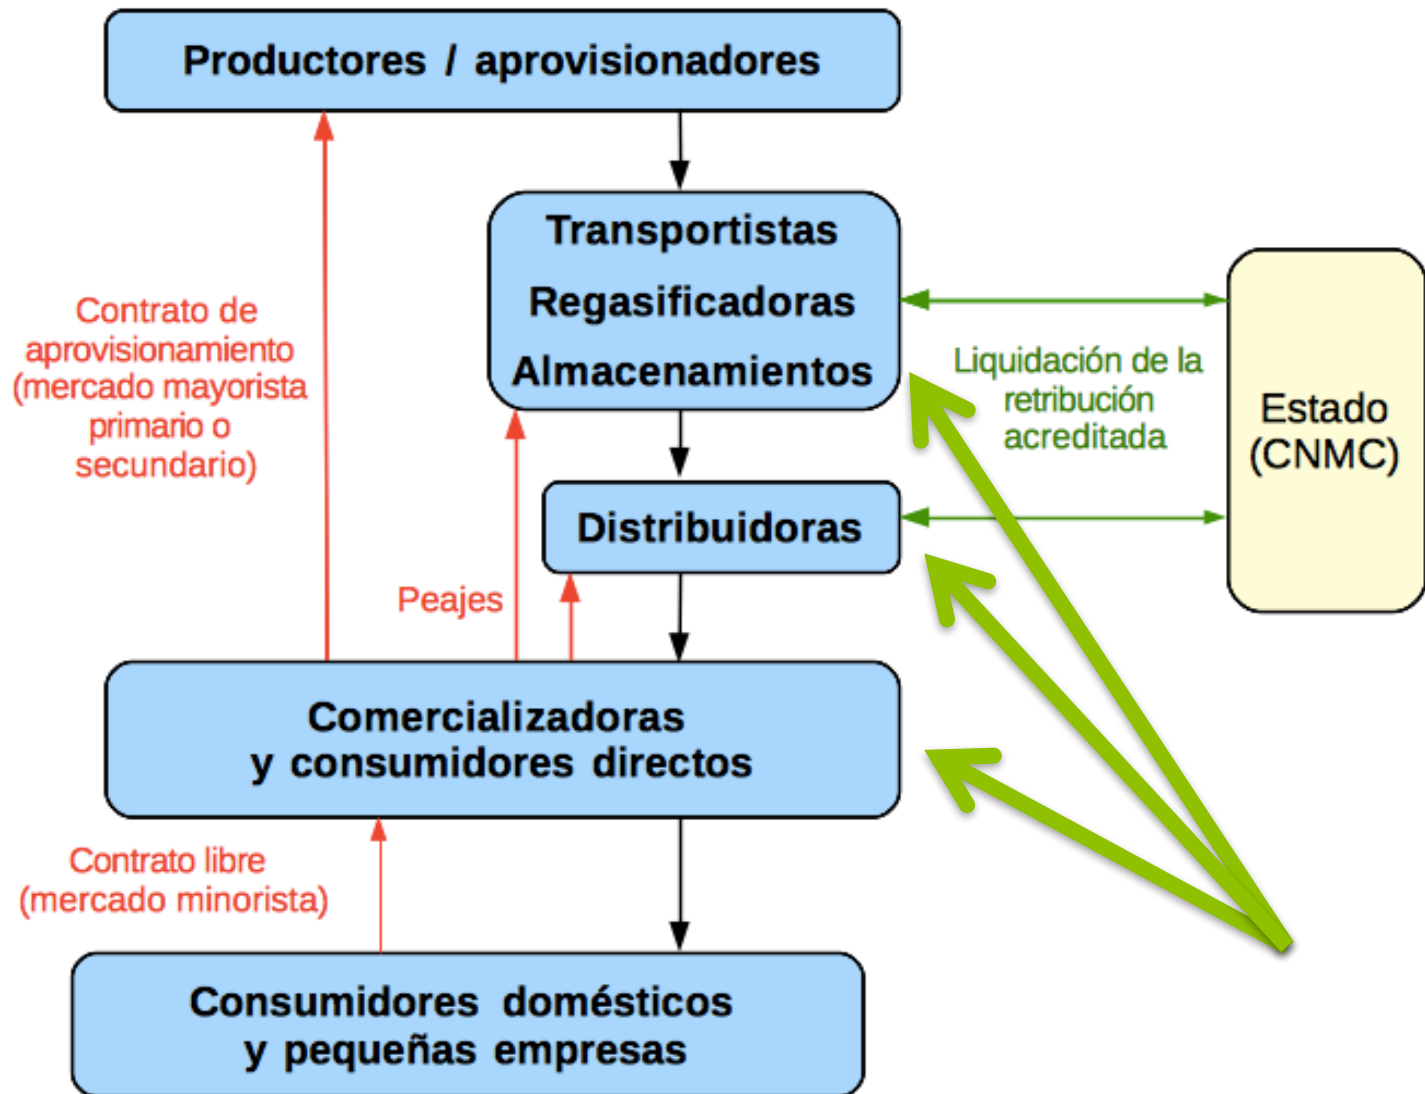 Productores / aprovisionadores
Transportistas
Regasificadoras
Almacenamientos
Contrato de
aprovisionamiento
(mercado mayorista
primario o
secundario)
Liquidación de la
retribución
acreditada
Estado
(CNMC)
Distribuidoras
Peajes
Comercializadoras
y consumidores directos
Contrato libre
(mercado minorista)
Consumidores domésticos
y pequeñas empresas